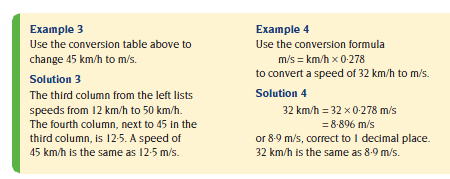 Example 3
Use the conversion table above to
change 45 km/h to m/s.
Solution 3
The third column from the left lists
speeds from 12 km/h to 50 km/h.
The fourth column, next to 45 in the
third column, is 12·5. A speed of
45 km/h is the same as 12·5 m/s.
Example 4
Use the conversion formula
m/s = km/h × 0·278
to convert a speed of 32 km/h to m/s.
Solution 4
32 km/h = 32 × 0·278 m/s
= 8·896 m/s
or 8·9 m/s, correct to 1 decimal place.
32 km/h is the same as 8·9 m/s.